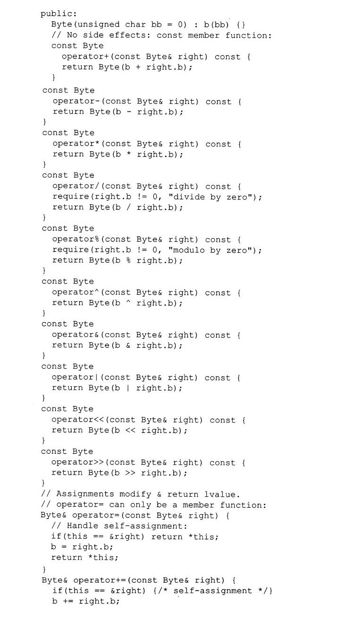 public:
  Byte(unsigned char bb = 0) : b(bb) {}
  // No side effects: const member function:
  const Byte
    operator+(const Byte& right) const {
    return Byte(b + right.b);
  }
const Byte
  operator-(const Byte& right) const {
  return Byte(b - right.b);
}
const Byte
  operator*(const Byte& right) const {
  return Byte(b * right.b);
}
const Byte
  operator/(const Byte& right) const {
  require(right.b != 0, "divide by zero");
  return Byte(b / right.b);
}
const Byte
  operator%(const Byte& right) const {
  require(right.b != 0, "modulo by zero");
  return Byte(b % right.b);
}
const Byte
  operator^(const Byte& right) const {
  return Byte(b ^ right.b);
}
const Byte
  operator&(const Byte& right) const {
  return Byte(b & right.b);
}
const Byte
  operator|(const Byte& right) const {
  return Byte(b | right.b);
}
const Byte
  operator<<(const Byte& right) const {
  return Byte(b << right.b);
}
const Byte
  operator>>(const Byte& right) const {
  return Byte(b >> right.b);
}
// Assignments modify & return lvalue.
// operator= can only be a member function:
Byte& operator=(const Byte& right) {
  // Handle self-assignment:
  if(this == &right) return *this;
  b = right.b;
  return *this;
}
Byte& operator+=(const Byte& right) {
  if(this == &right) {/* self-assignment */}
  b += right.b;